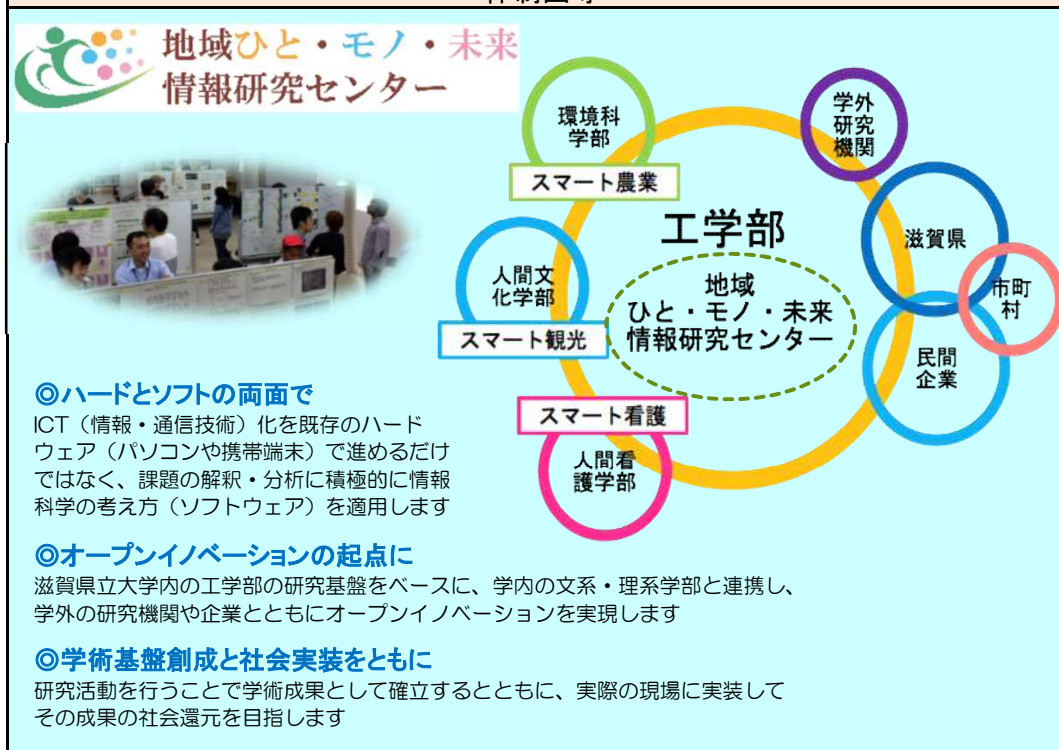 地域ひと・モノ・未来
情報研究センター
環境科
学部
スマート農業
学外
研究
機関
工学部
地域
ひと・モノ・未来
情報研究センター
滋賀県
市町
村
民間
企業
人間文
化学部
スマート観光
スマート看護
人間看
護学部
◎ハードとソフトの両面で
ICT（情報・通信技術）化を既存のハード
ウェア（パソコンや携帯端末）で進めるだけ
ではなく、課題の解釈・分析に積極的に情報
科学の考え方（ソフトウェア）を適用します
◎オープンイノベーションの起点に
滋賀県立大学内の工学部の研究基盤をベースに、学内の文系・理系学部と連携し、
学外の研究機関や企業とともにオープンイノベーションを実現します
◎学術基盤創成と社会実装をともに
研究活動を行うことで学術成果として確立するとともに、実際の現場に実装して
その成果の社会還元を目指します